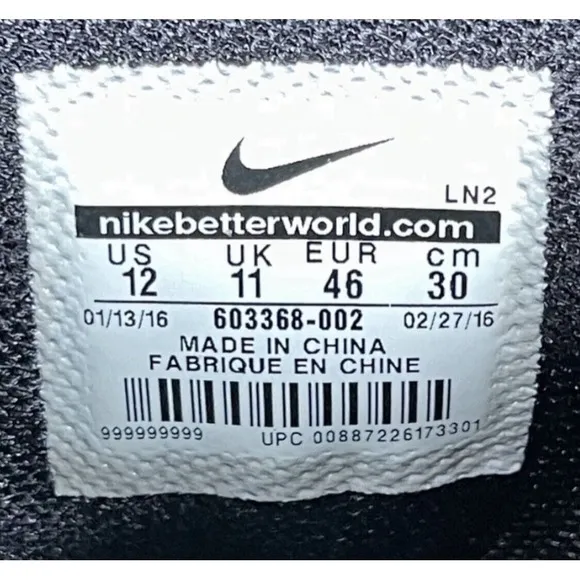 LN2
nikebetterworld.com
US UK EUR cm
12 11 46 30
01/13/16 603368-002 02/27/16
MADE IN CHINA
FABRIQUE EN CHINE
999999999 UPC 00887226173301